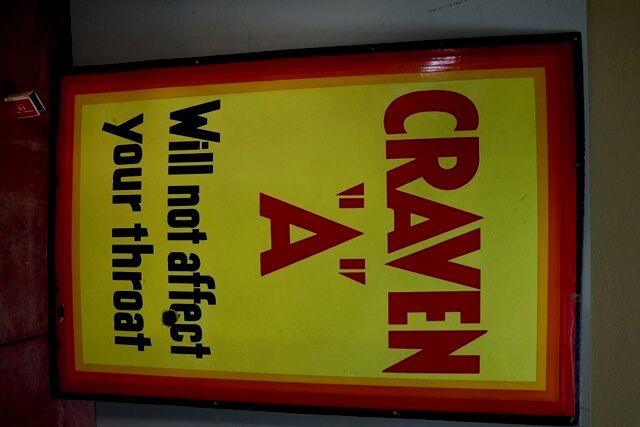 CRAVEN
"A"
Will not affect
your throat